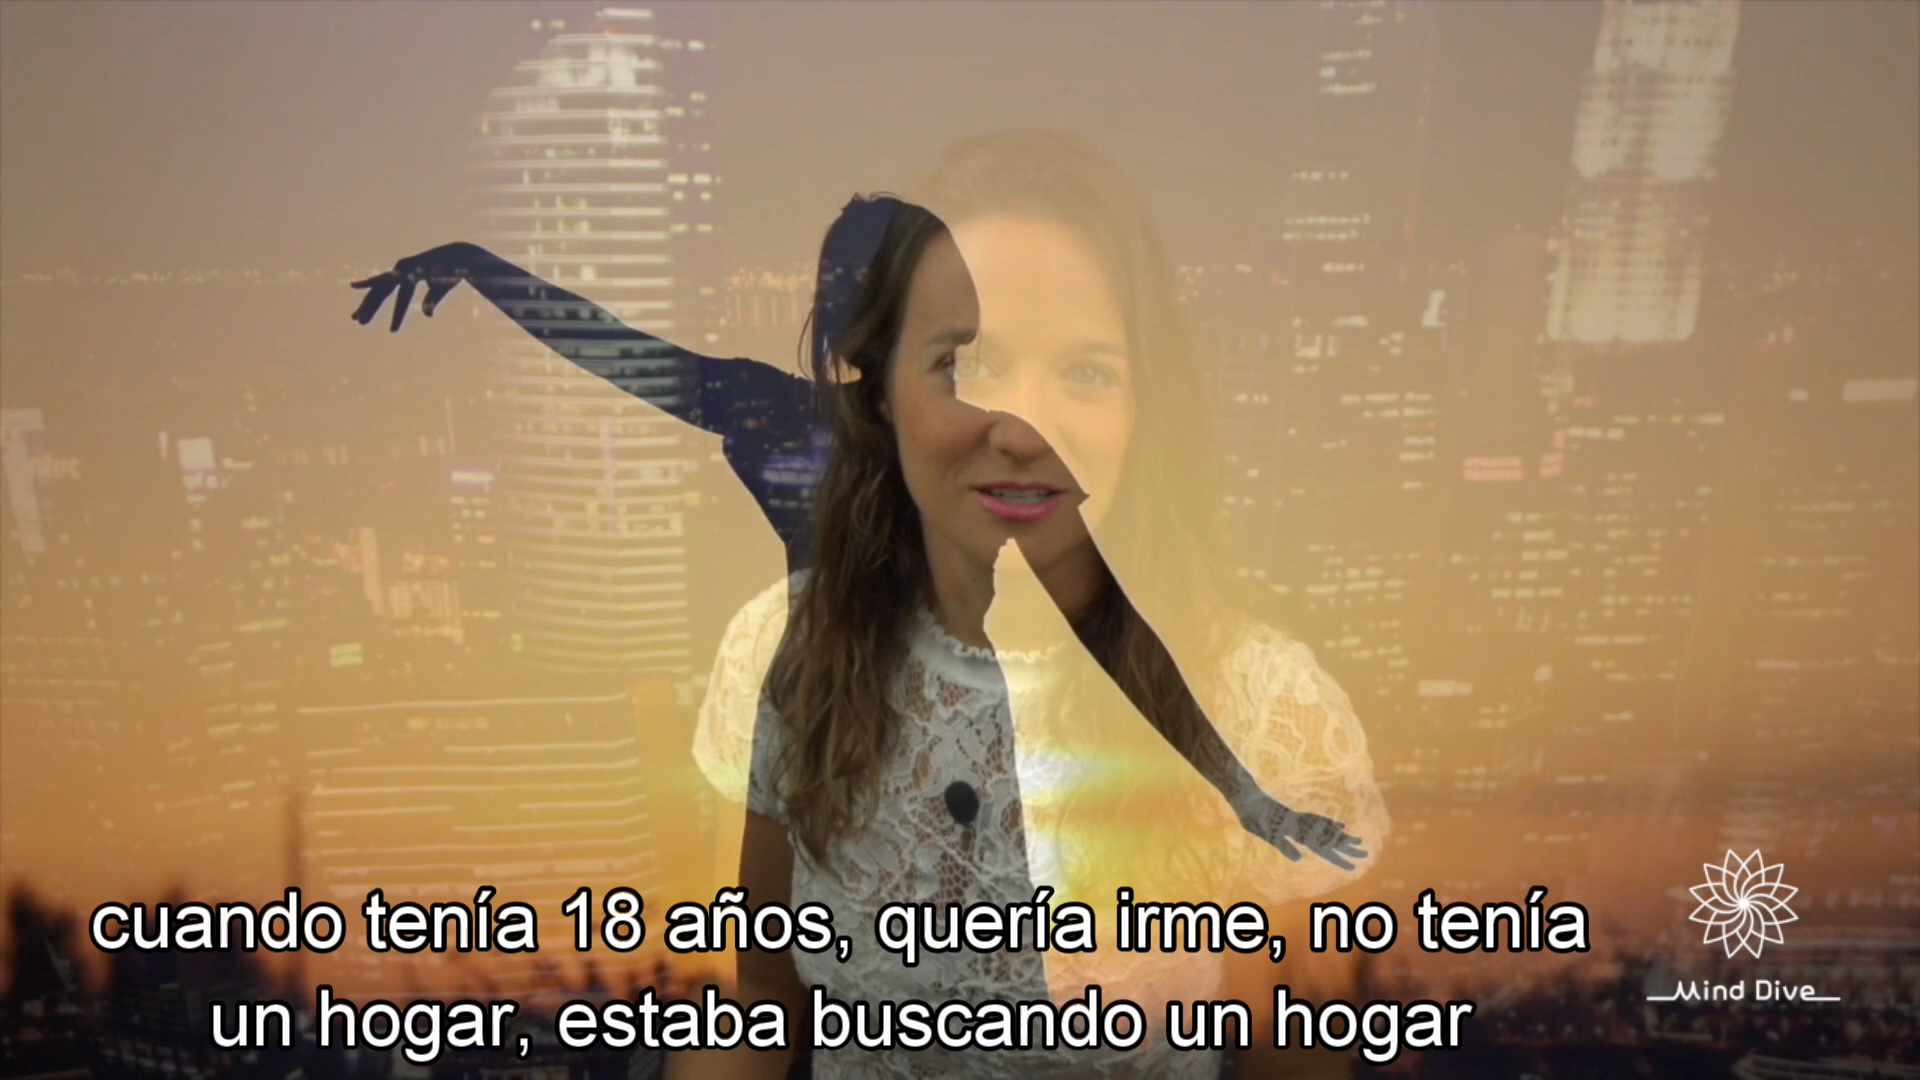 cuando tenía 18 años, quería irme, no tenía
un hogar, estaba buscando un hogar
Mind Dive